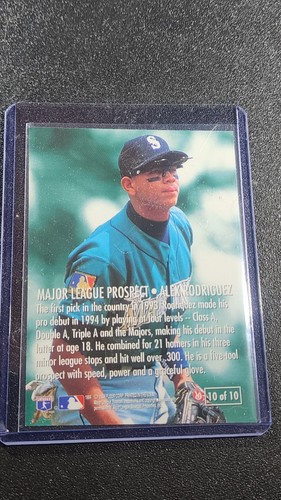 S
MAJOR LEAGUE PROSPECT • ALEX RODRIGUEZ
The first pick in the country in 1993, Rodriguez made his
pro debut in 1994 by playing at four levels – Class A,
Double A, Triple A and the Majors, making his debut in the
latter at age 18. He combined for 21 homers in his three
minor league stops and hit well over .300. He is a five tool
prospect with speed, power and a graceful glove.
10 of 10